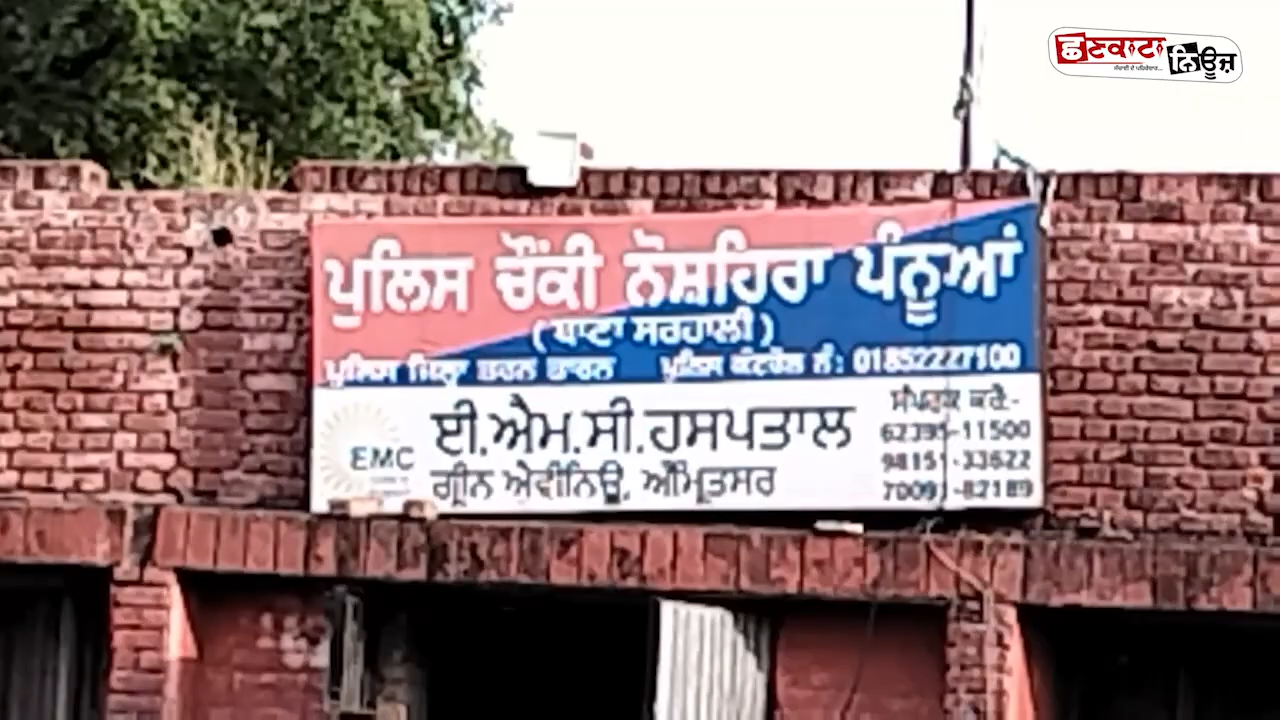 ਛਣਕਾਟਾ ਨਿਊਜ਼
ਪੁਲਿਸ ਚੌਂਕੀ ਨੋਸ਼ਹਿਰਾ ਪੰਨੂਆਂ
(ਥਾਣਾ ਸਰਹਾਲੀ)
ਪੁਲਿਸ ਜਿਲ੍ਹਾ ਤਰਨ ਤਾਰਨ ਪੁਲਿਸ ਕੰਟਰੋਲ ਨੰ: 01852227100
EMC
ਈ.ਐਮ.ਸੀ.ਹਸਪਤਾਲ
ਗ੍ਰੀਨ ਐਵੀਨਿਊ, ਅੰਮ੍ਰਿਤਸਰ
ਸੰਪਰਕ ਕਰੋ:-
62395-11500
98151-33622
70091-82189